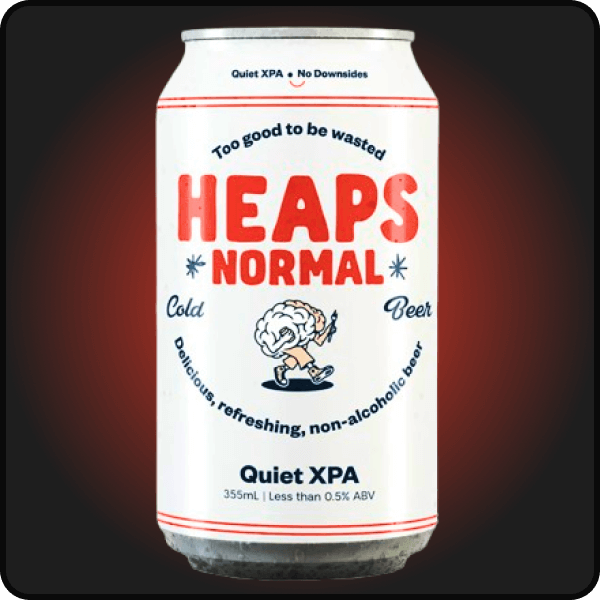 Quiet XPA • No Downsides
Too good to be wasted
HEAPS
NORMAL
Cold Beer
Delicious, refreshing, non-alcoholic beer
Quiet XPA
355mL | Less than 0.5% ABV